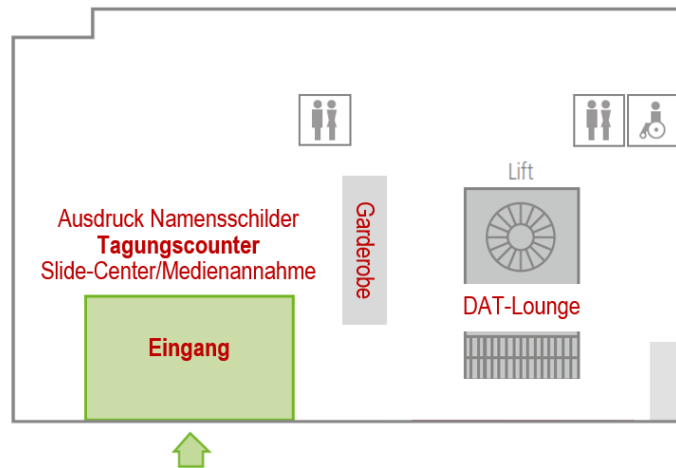 Lift
Ausdruck Namensschilder
Tagungscounter
Slide-Center/Medienannahme
Garderobe
DAT-Lounge
Eingang